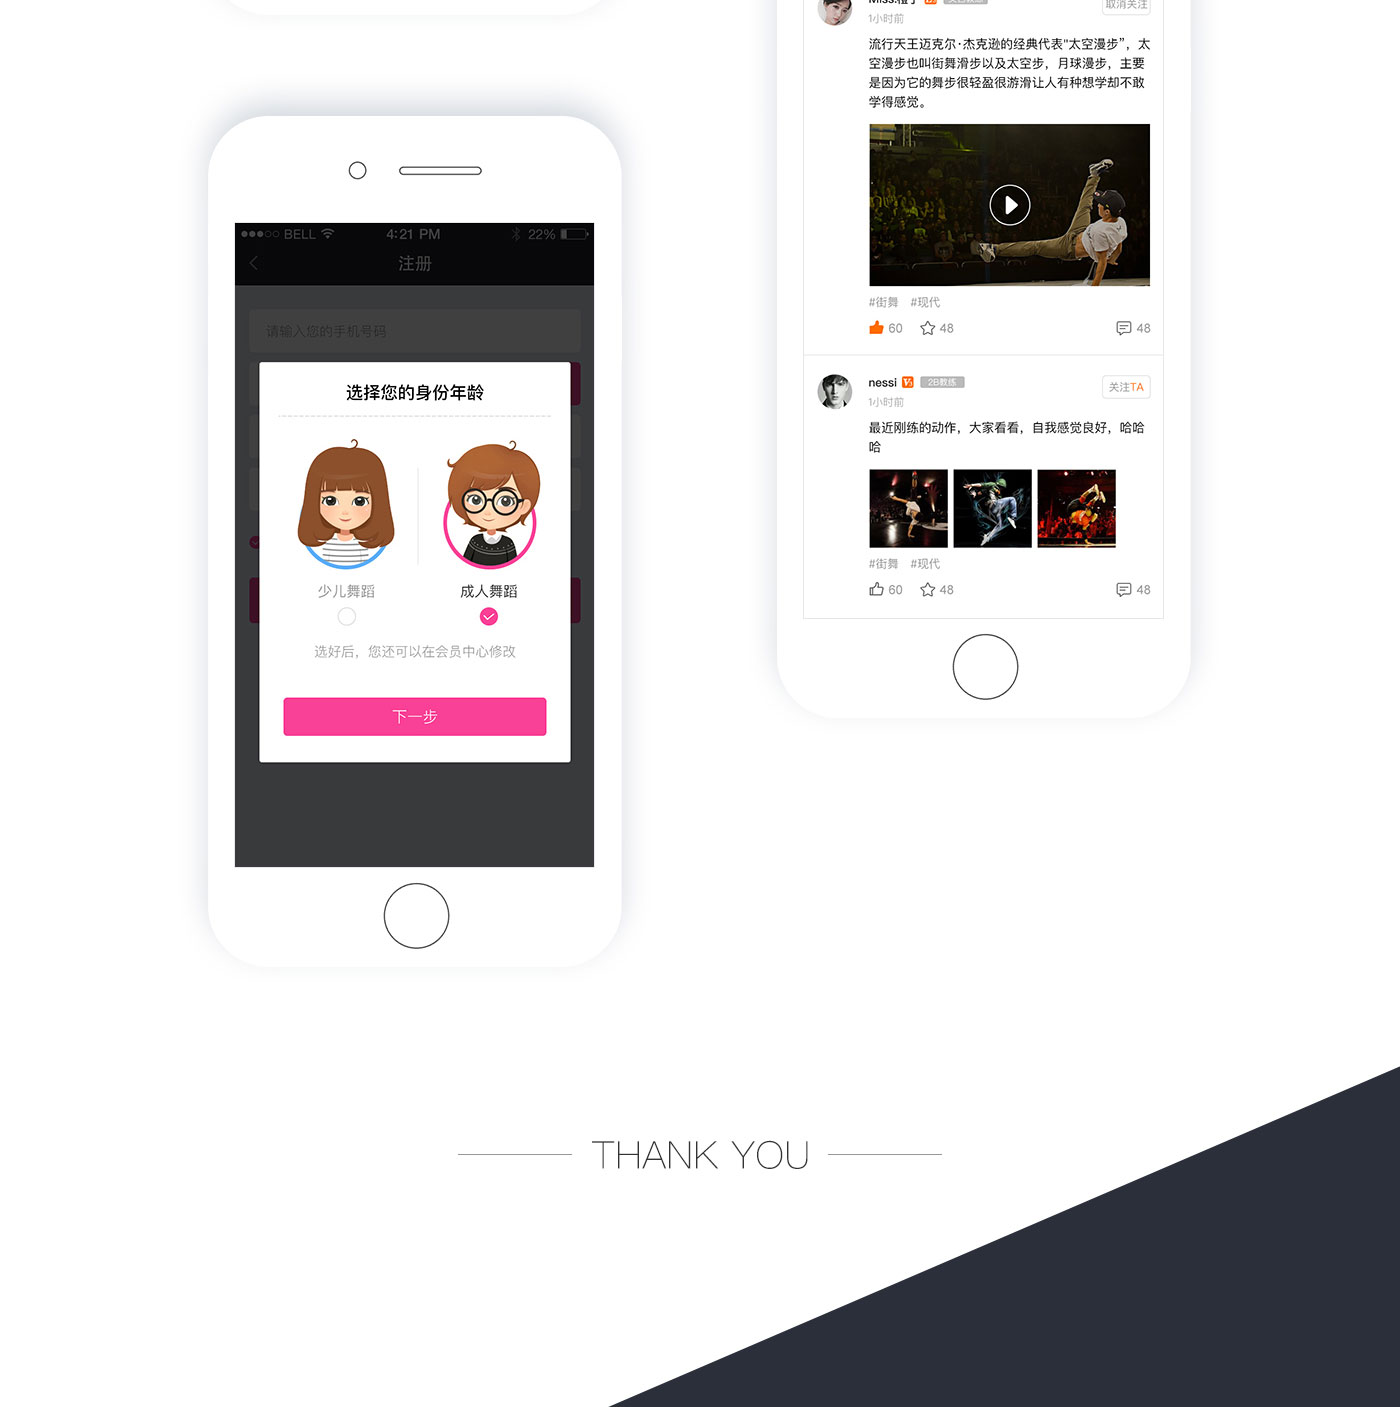 取消关注
1小时前
流行天王迈克尔·杰克逊的经典代表"太空漫步”，太
空漫步也叫街舞滑步以及太空步，月球漫步，主要
是因为它的舞步很轻盈很游滑让人有种想学却不敢
学得感觉。
#街舞 #现代
60 48 48
nessi V 2B教练 关注TA
1小时前
最近刚练的动作，大家看看，自我感觉良好，哈哈
哈
#街舞 #现代
60 48 48
BELL 4:21 PM 22%
注册
请输入您的手机号码
选择您的身份年龄
少儿舞蹈 成人舞蹈
选好后，您还可以在会员中心修改
下一步
THANK YOU